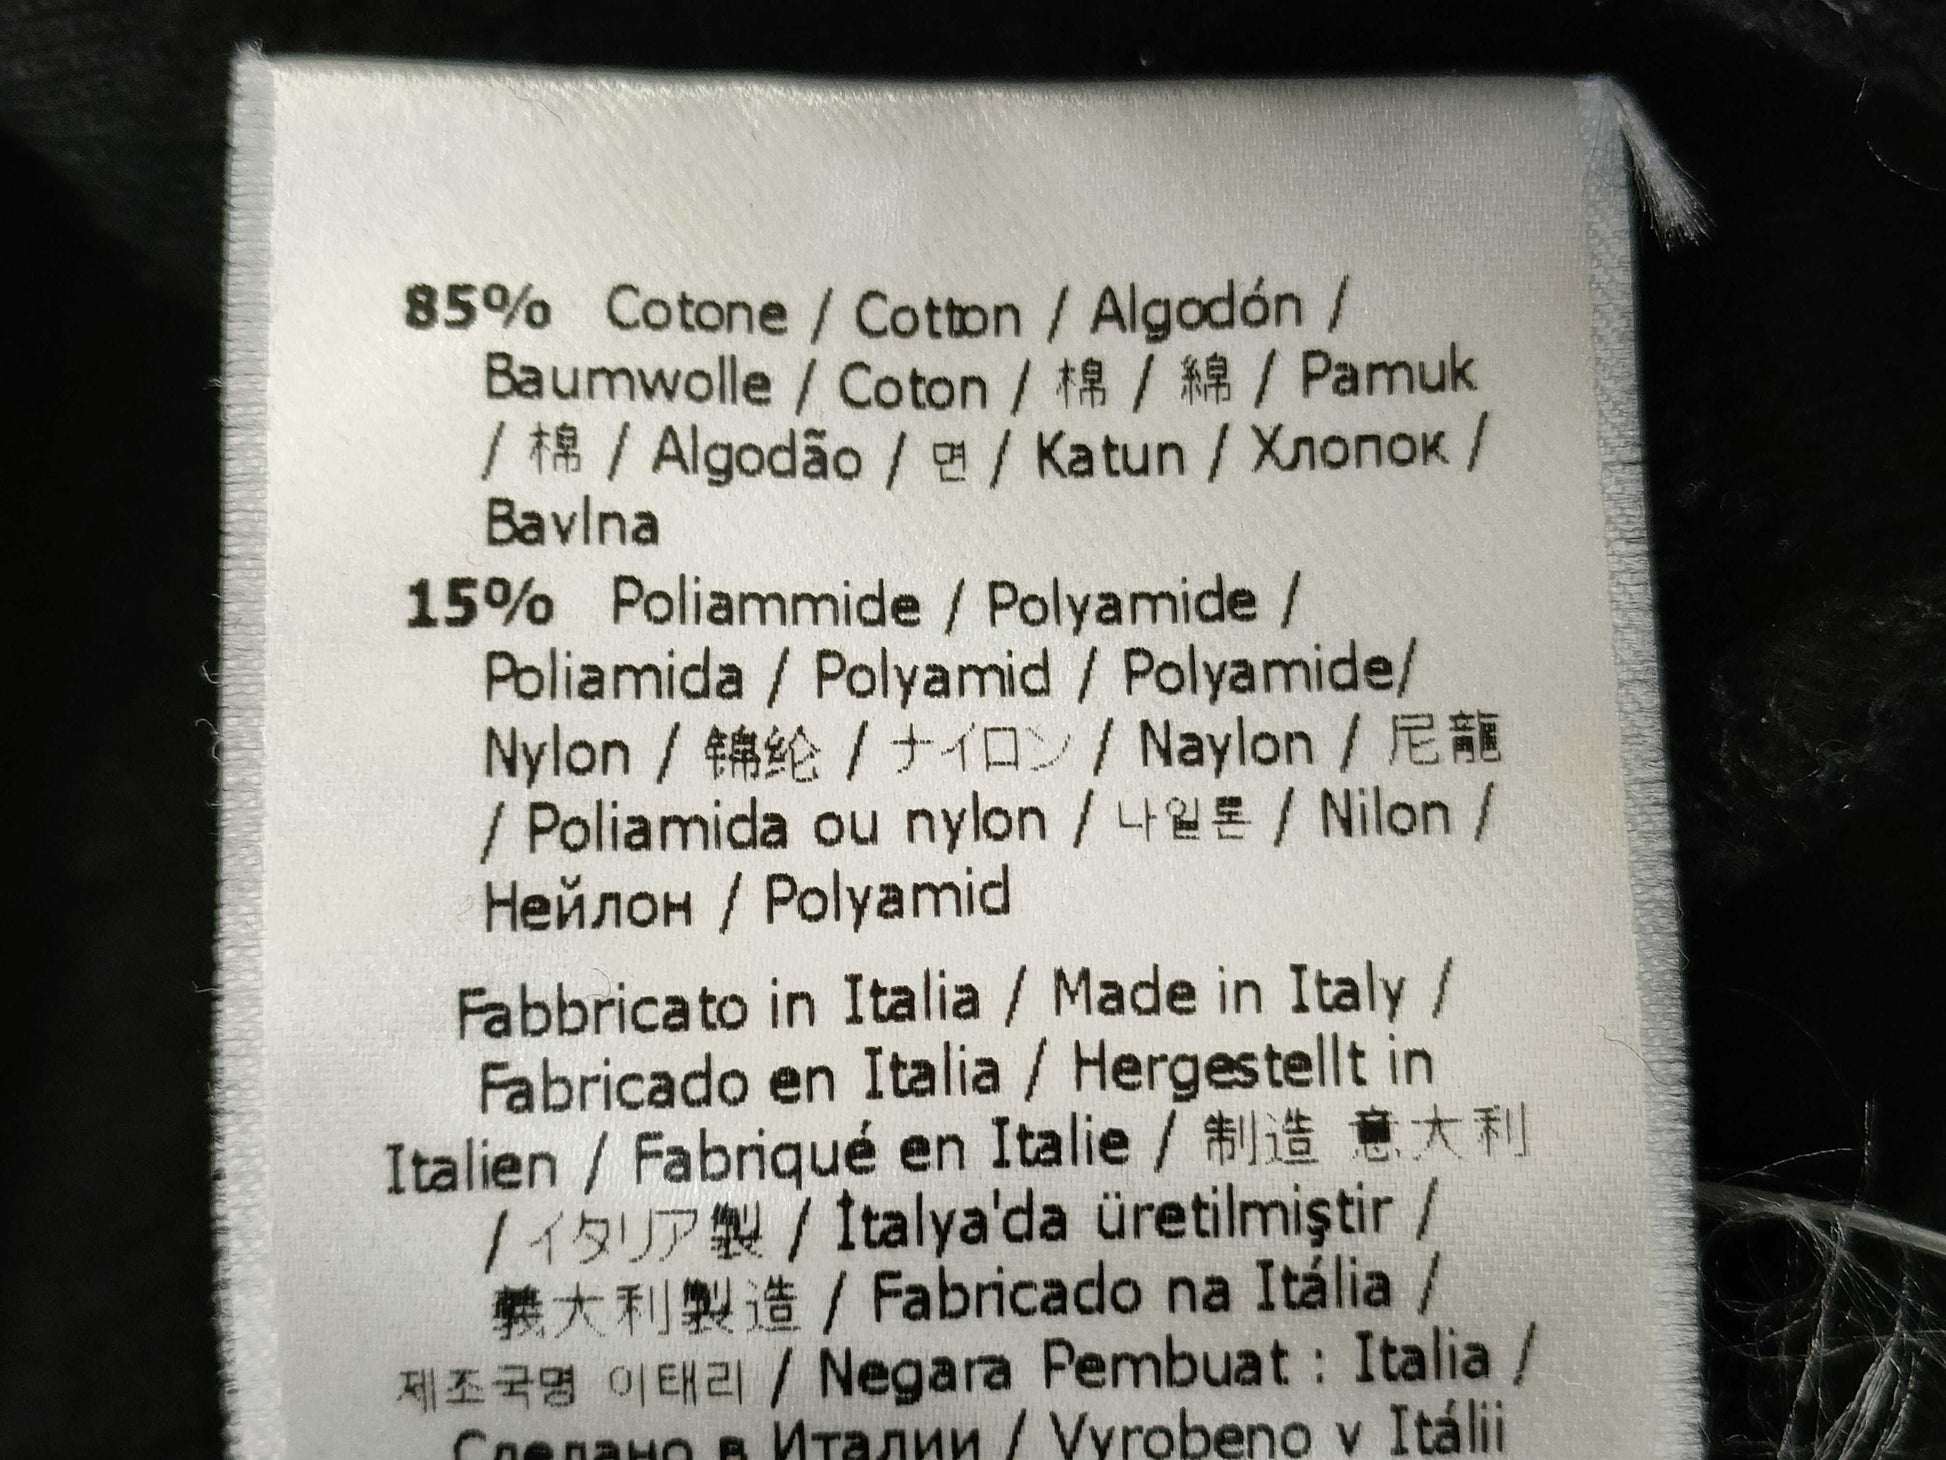 85% Cotone / Cotton / Algodón /
Baumwolle / Coton / 棉 / 綿 / Pamuk
/ 棉 / Algodão / 면 / Katun / Хлопок /
Bavlna
15% Poliammide / Polyamide /
Poliamida / Polyamid / Polyamide/
Nylon / 锦纶 / ナイロン / Naylon / 尼龍
/ Poliamida ou nylon / 나일론 / Nilon /
Нейлон / Polyamid
Fabbricato in Italia / Made in Italy /
Fabricado en Italia / Hergestellt in
Italien / Fabriqué en Italie / 制造 意大利
/ イタリア製 / İtalya'da üretilmiştir /
義大利製造 / Fabricado na Itália /
제조국명 이태리 / Negara Pembuat : Italia /
Сделано в Италии / Vyrobeno v Itálii